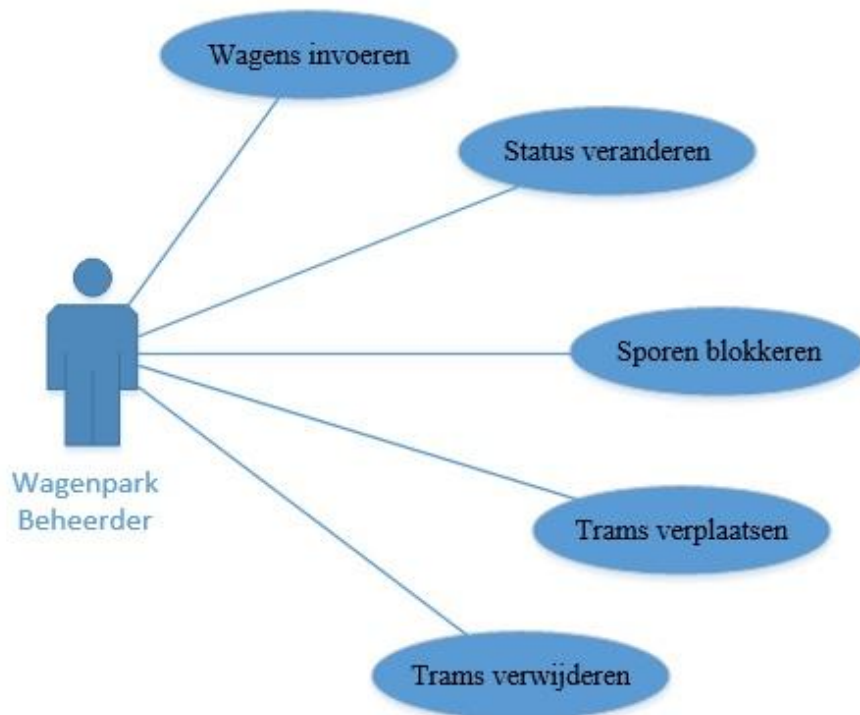 Wagens invoeren
Status veranderen
Sporen blokkeren
Wagenpark
Beheerder
Trams verplaatsen
Trams verwijderen